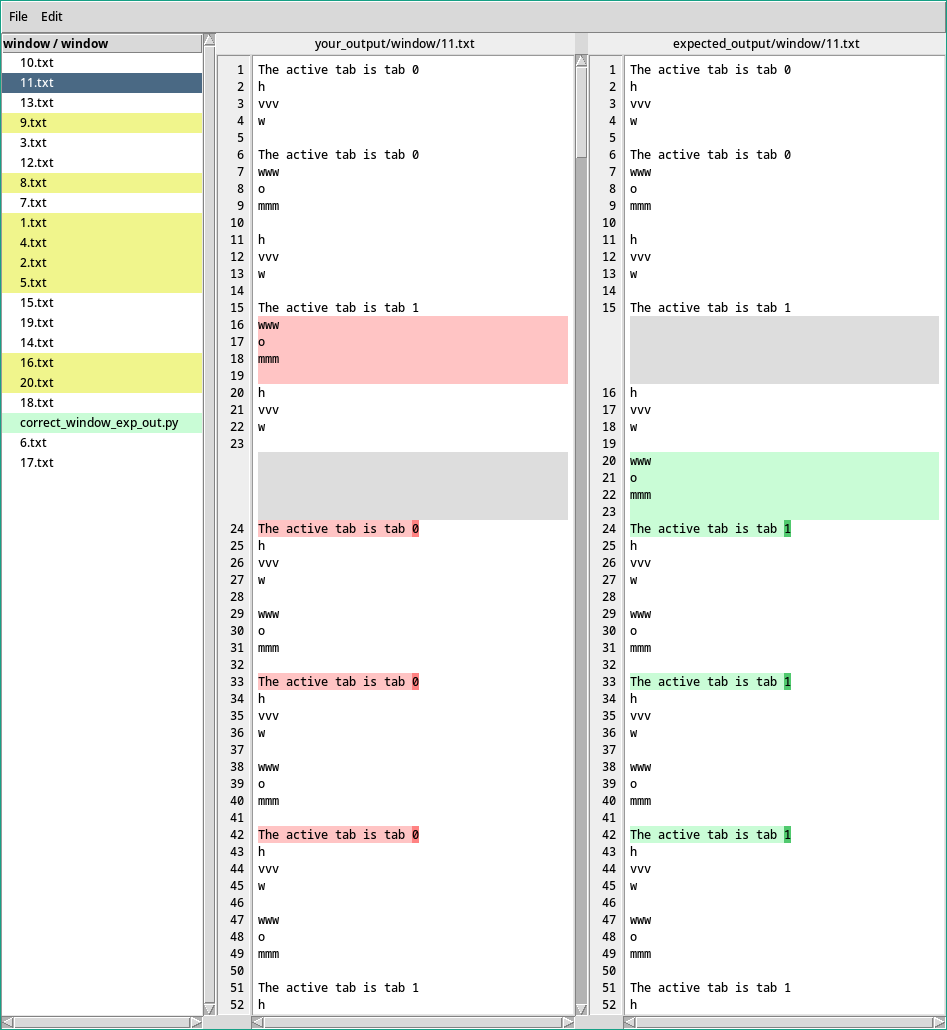 File Edit
window / window
10.txt
11.txt
13.txt
9.txt
3.txt
12.txt
8.txt
7.txt
1.txt
4.txt
2.txt
5.txt
15.txt
19.txt
14.txt
16.txt
20.txt
18.txt
correct_window_exp_out.py
6.txt
17.txt
your_output/window/11.txt
1 The active tab is tab 0
2 h
3 vvv
4 w
5
6 The active tab is tab 0
7 www
8 o
9 mmm
10
11 h
12 vvv
13 w
14
15 The active tab is tab 1
16 www
17 o
18 mmm
19
20 h
21 vvv
22 w
23
24 The active tab is tab 0
25 h
26 vvv
27 w
28
29 www
30 o
31 mmm
32
33 The active tab is tab 0
34 h
35 vvv
36 w
37
38 www
39 o
40 mmm
41
42 The active tab is tab 0
43 h
44 vvv
45 w
46
47 www
48 o
49 mmm
50
51 The active tab is tab 1
52 h
expected_output/window/11.txt
1 The active tab is tab 0
2 h
3 vvv
4 w
5
6 The active tab is tab 0
7 www
8 o
9 mmm
10
11 h
12 vvv
13 w
14
15 The active tab is tab 1
16 h
17 vvv
18 w
19
20 www
21 o
22 mmm
23
24 The active tab is tab 1
25 h
26 vvv
27 w
28
29 www
30 o
31 mmm
32
33 The active tab is tab 1
34 h
35 vvv
36 w
37
38 www
39 o
40 mmm
41
42 The active tab is tab 1
43 h
44 vvv
45 w
46
47 www
48 o
49 mmm
50
51 The active tab is tab 1
52 h